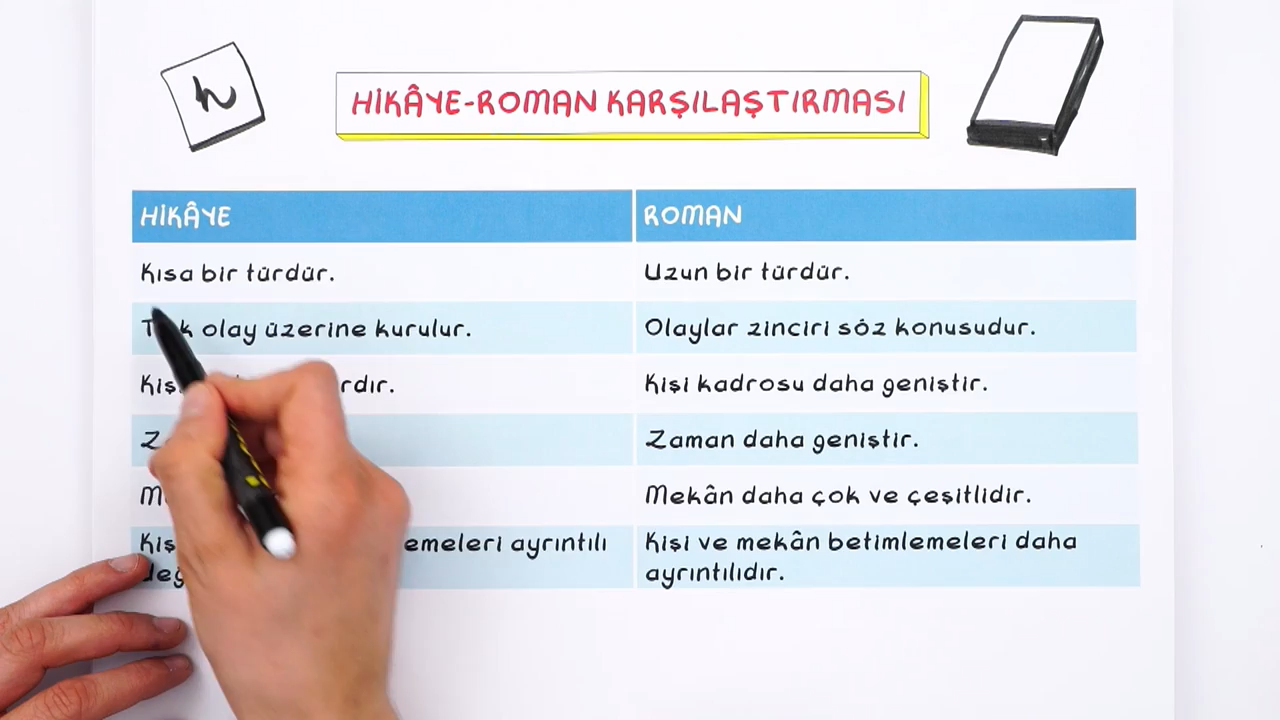 h
HİKÂYE-ROMAN KARŞILAŞTIRMASI
HİKÂYE
ROMAN
Kısa bir türdür.
Uzun bir türdür.
olay üzerine kurulur.
Olaylar zinciri söz konusudur.
Kişi kadrosu daha geniştir.
Zaman daha geniştir.
Mekân daha çok ve çeşitlidir.
ayrıntılı
Kişi ve mekân betimlemeleri daha
ayrıntılıdır.